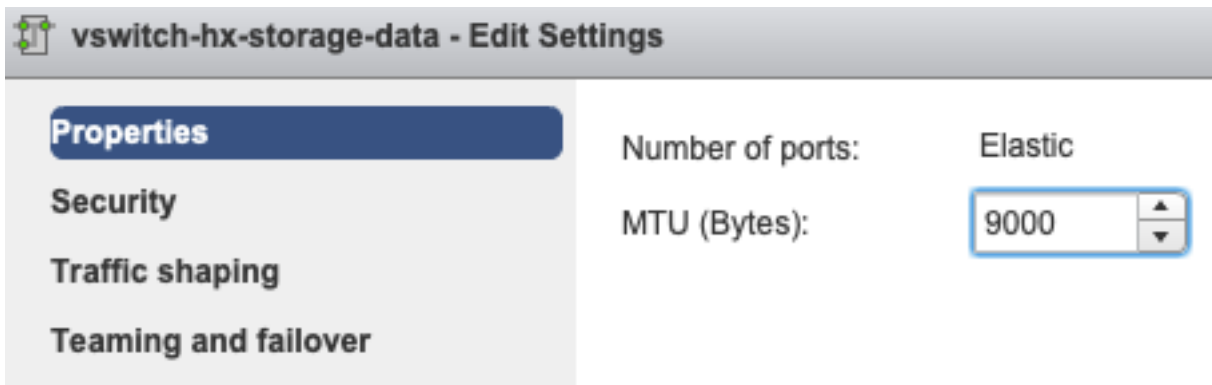 vswitch-hx-storage-data - Edit Settings
Properties
Security
Traffic shaping
Teaming and failover
Number of ports: Elastic
MTU (Bytes): 9000